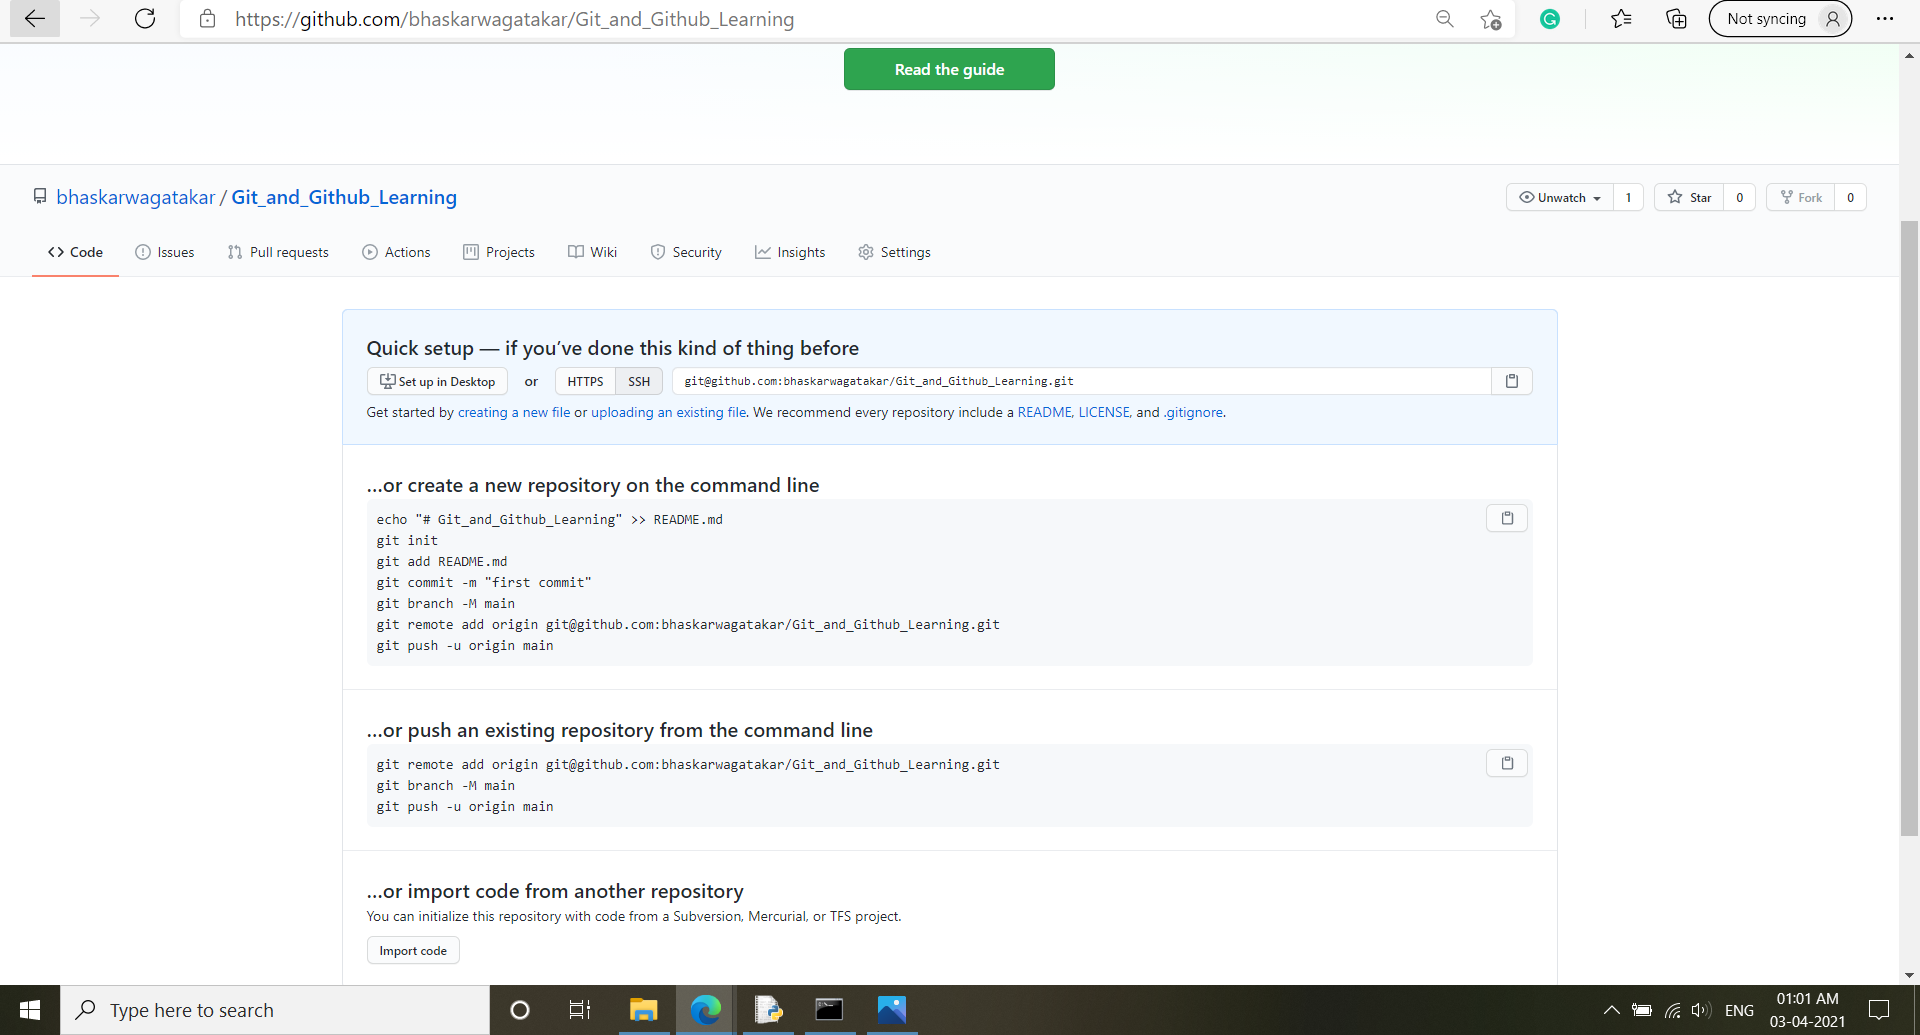 https://github.com/bhaskarwagatakar/Git_and_Github_Learning
Not syncing
Read the guide
bhaskarwagatakar / Git_and_Github_Learning
Unwatch 1 Star 0 Fork 0
Code Issues Pull requests Actions Projects Wiki Security Insights Settings
Quick setup — if you’ve done this kind of thing before
Set up in Desktop or HTTPS SSH git@github.com:bhaskarwagatakar/Git_and_Github_Learning.git
Get started by creating a new file or uploading an existing file. We recommend every repository include a README, LICENSE, and .gitignore.
…or create a new repository on the command line
echo "# Git_and_Github_Learning" >> README.md
git init
git add README.md
git commit -m "first commit"
git branch -M main
git remote add origin git@github.com:bhaskarwagatakar/Git_and_Github_Learning.git
git push -u origin main
…or push an existing repository from the command line
git remote add origin git@github.com:bhaskarwagatakar/Git_and_Github_Learning.git
git branch -M main
git push -u origin main
…or import code from another repository
You can initialize this repository with code from a Subversion, Mercurial, or TFS project.
Import code
Type here to search
ENG
01:01 AM
03-04-2021